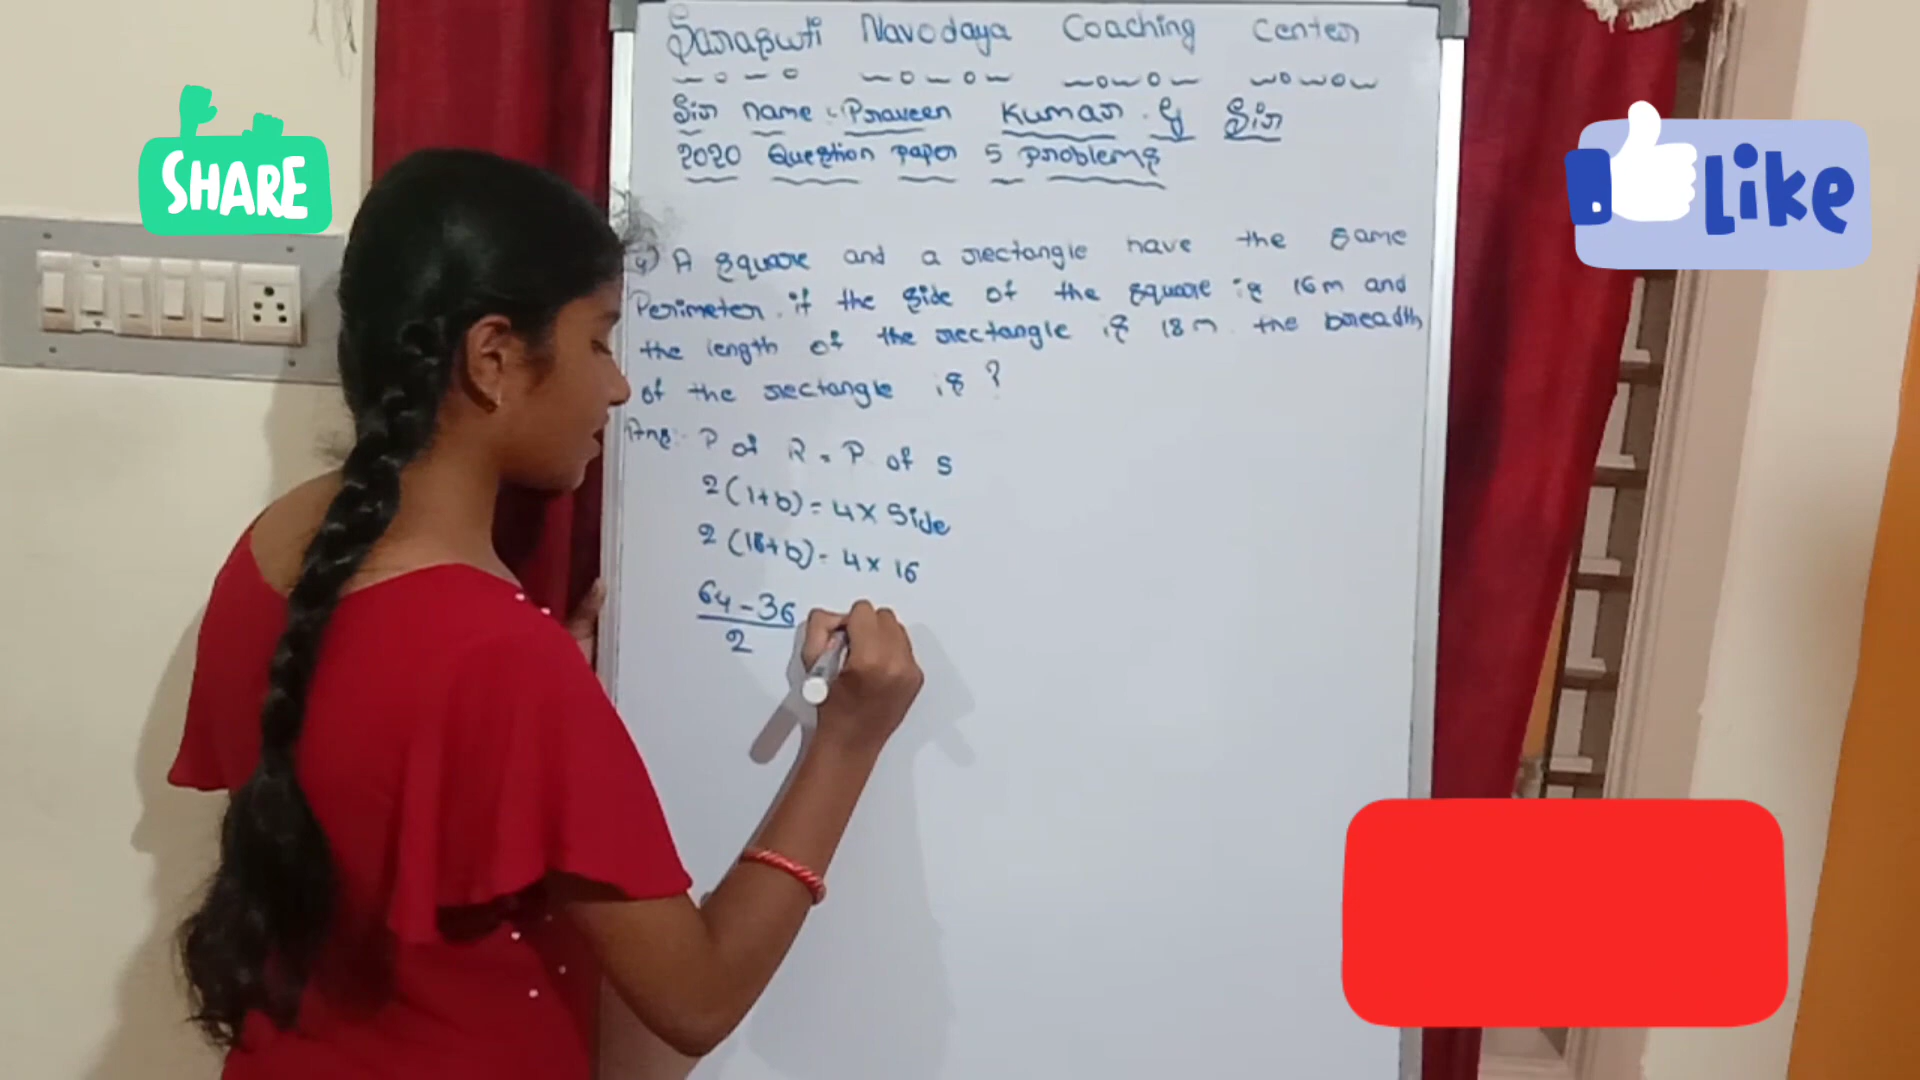 Saraswti Navodaya Coaching Center
Sir name :- Praveen Kumar . G Sir
2020 Question paper 5 problems
4) A square and a rectangle have the same
Perimeter. if the side of the square is 16m and
the length of the rectangle is 18m. the breadth
of the rectangle is ?
Ans:- P of R = P of S
2(l+b) = 4x Side
2(18+b) = 4x16
64-36
2
SHARE
Like